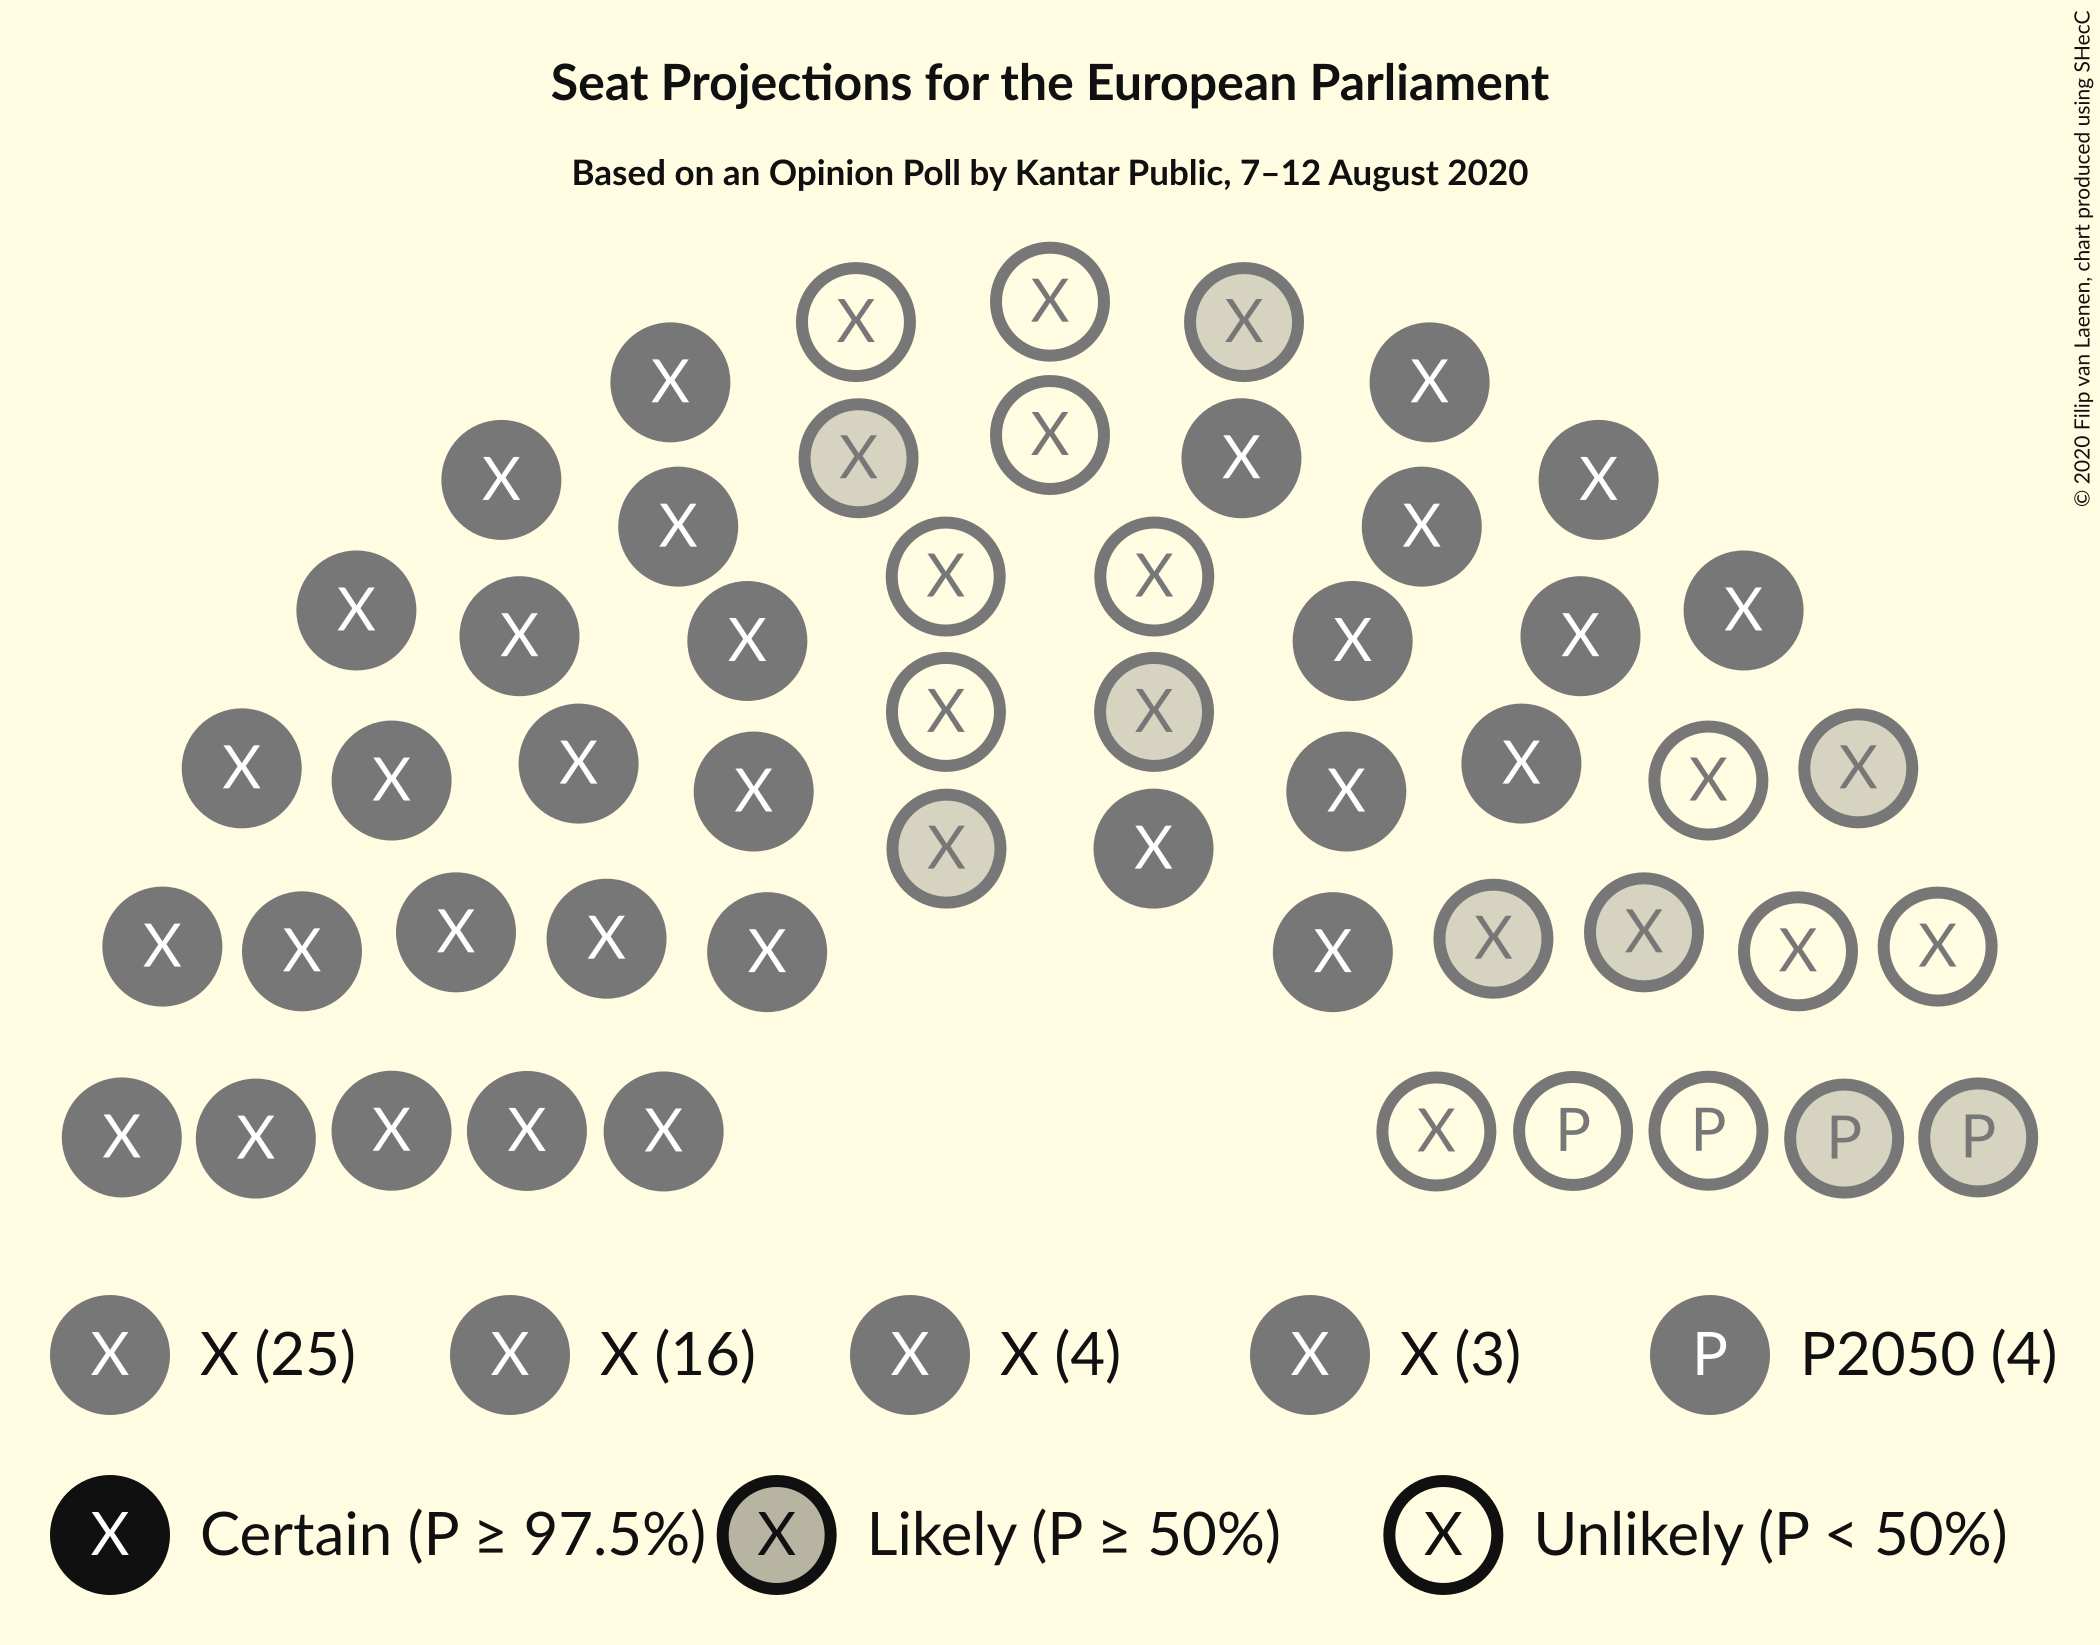 Seat Projections for the European Parliament
Based on an Opinion Poll by Kantar Public, 7–12 August 2020
© 2020 Filip van Laenen, chart produced using SHecC
X X X
X X
X X X
X X
X X
X X
X X
X X
X X X X
X X
X X X X
X X X X
X X
X X X X
X X X X
X X X X X X X X X X
X X X X X X P P P P
X X (25) X X (16) X X (4) X X (3) P P2050 (4)
X Certain (P ≥ 97.5%) X Likely (P ≥ 50%) X Unlikely (P < 50%)